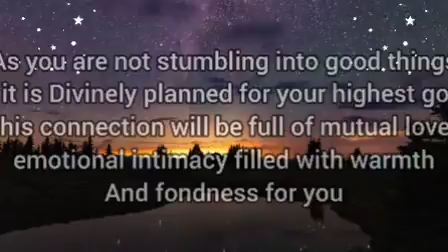 As you are not stumbling into good things
it is Divinely planned for your highest go
his connection will be full of mutual love
emotional intimacy filled with warmth
And fondness for you